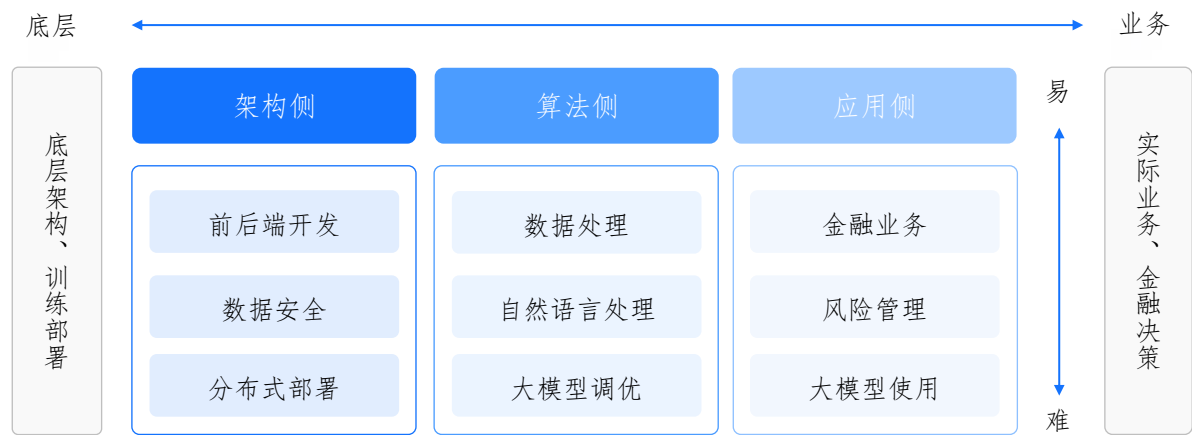 底层
业务
架构侧
算法侧
应用侧
易
底层架构、训练部署
实际业务、金融决策
前后端开发
数据处理
金融业务
数据安全
自然语言处理
风险管理
分布式部署
大模型调优
大模型使用
难